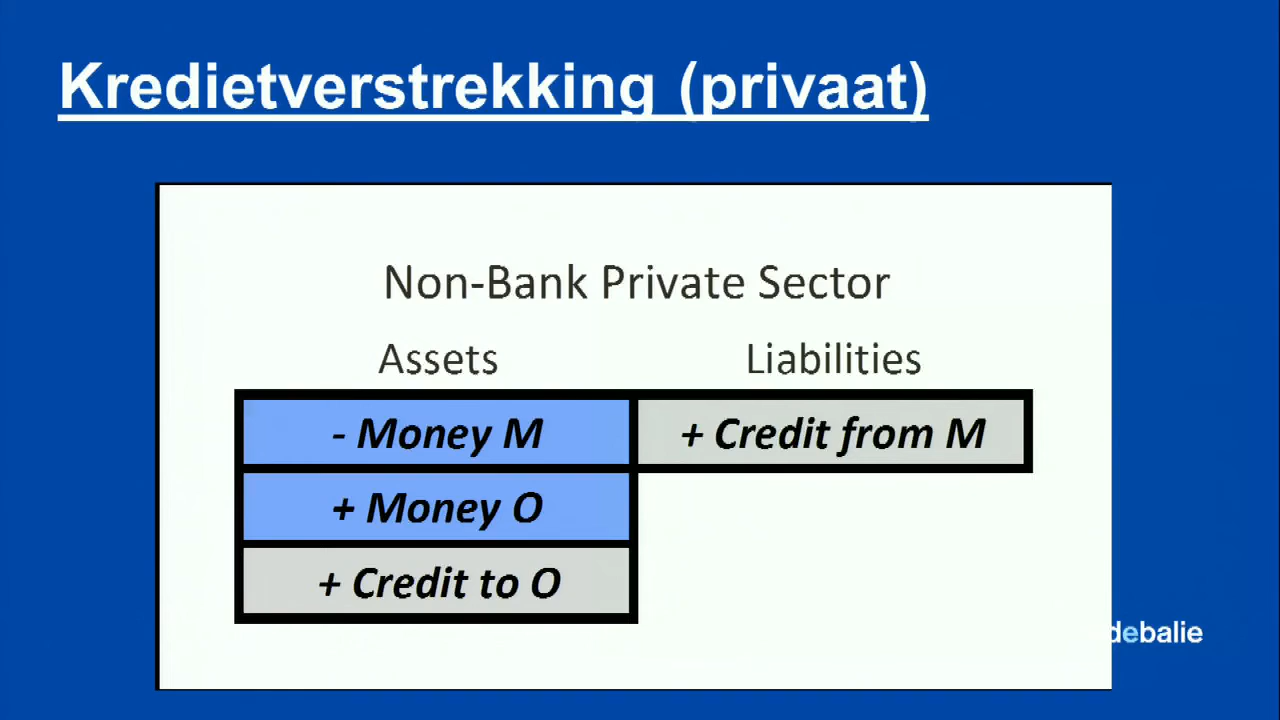 Kredietverstrekking (privaat)
Non-Bank Private Sector
Assets Liabilities
- Money M + Credit from M
+ Money O
+ Credit to O
debalie